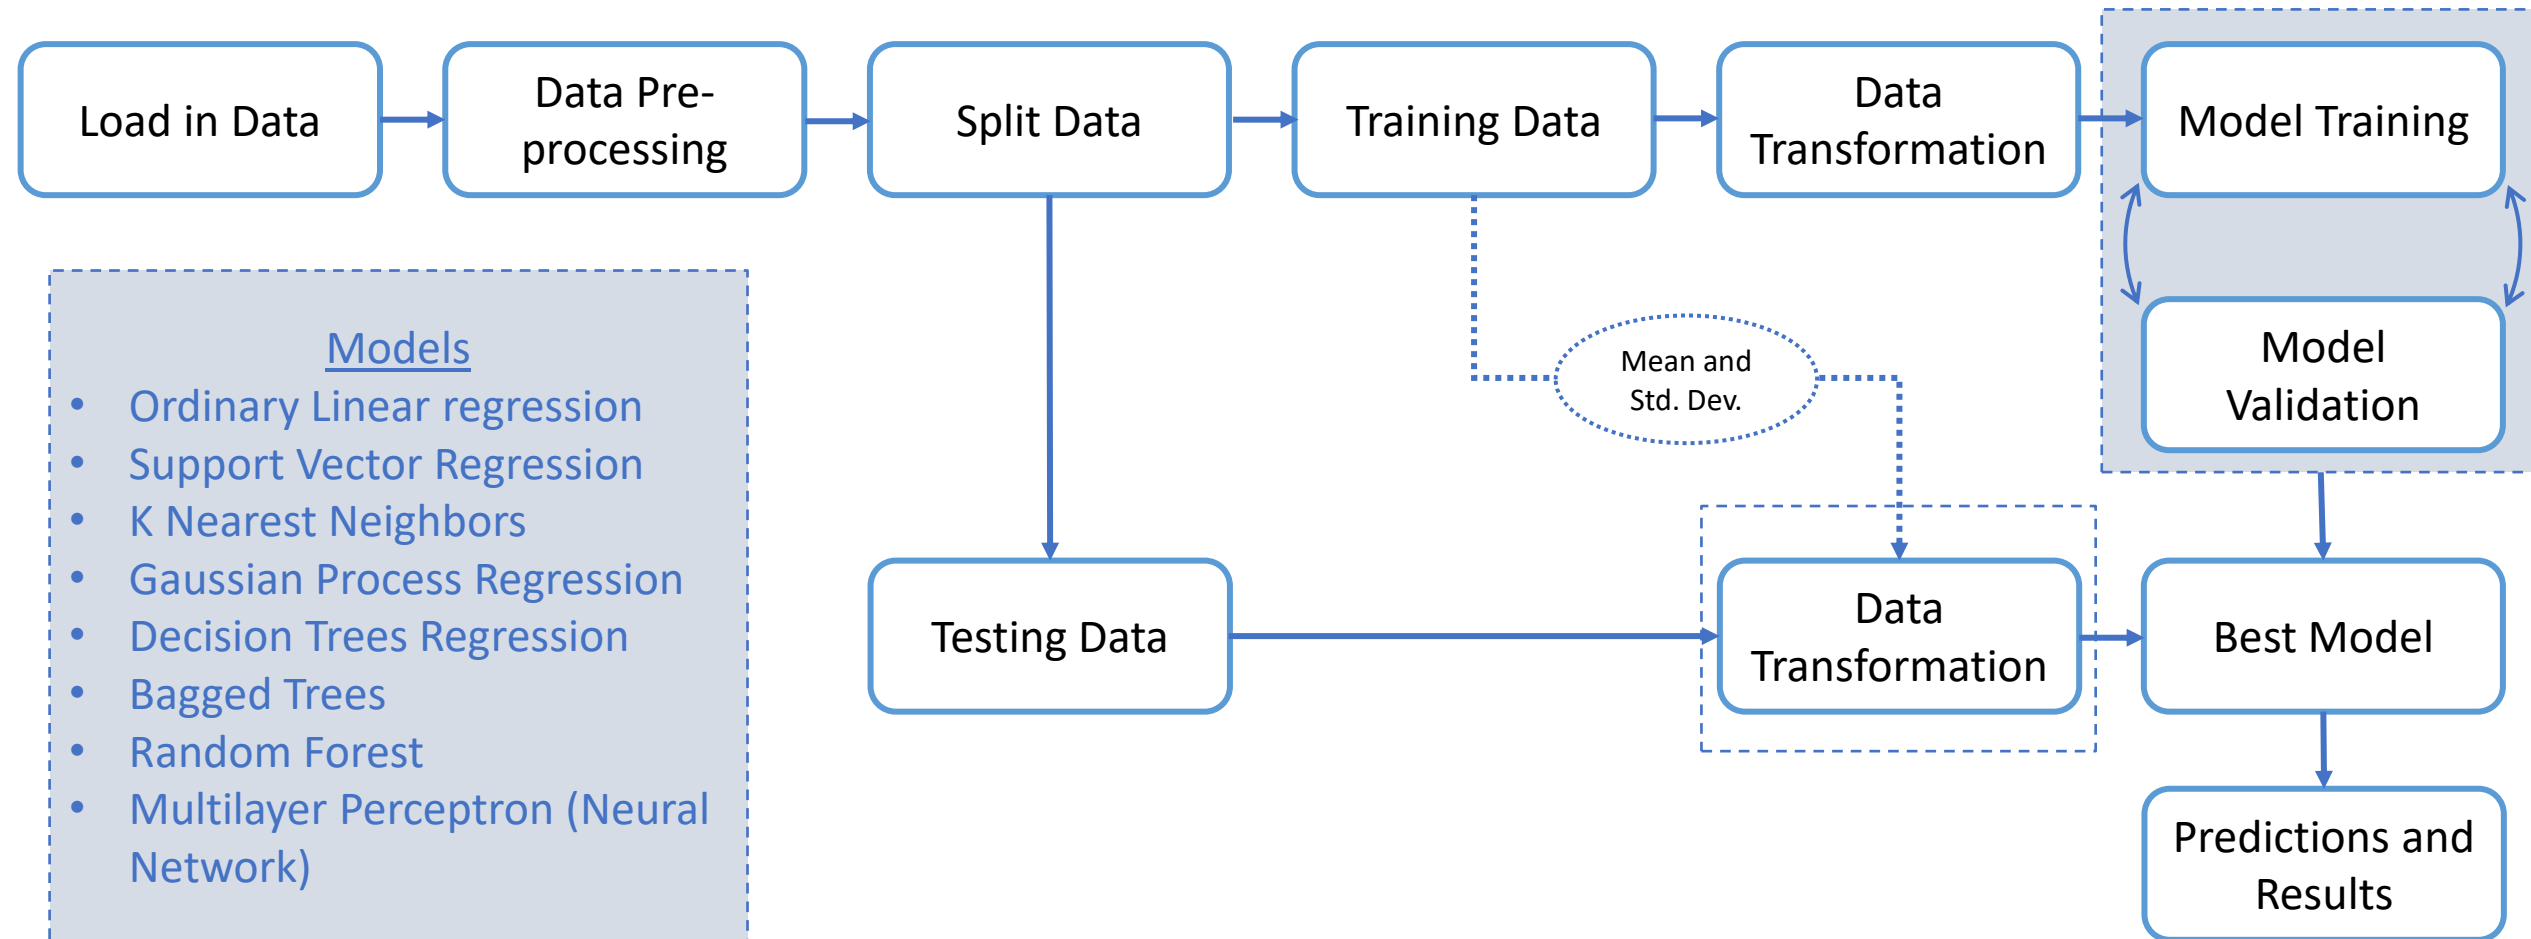 Load in Data
Data Pre-
processing
Split Data
Training Data
Data
Transformation
Model Training
Model
Validation
Mean and
Std. Dev.
Models
• Ordinary Linear regression
• Support Vector Regression
• K Nearest Neighbors
• Gaussian Process Regression
• Decision Trees Regression
• Bagged Trees
• Random Forest
• Multilayer Perceptron (Neural
Network)
Testing Data
Data
Transformation
Best Model
Predictions and
Results